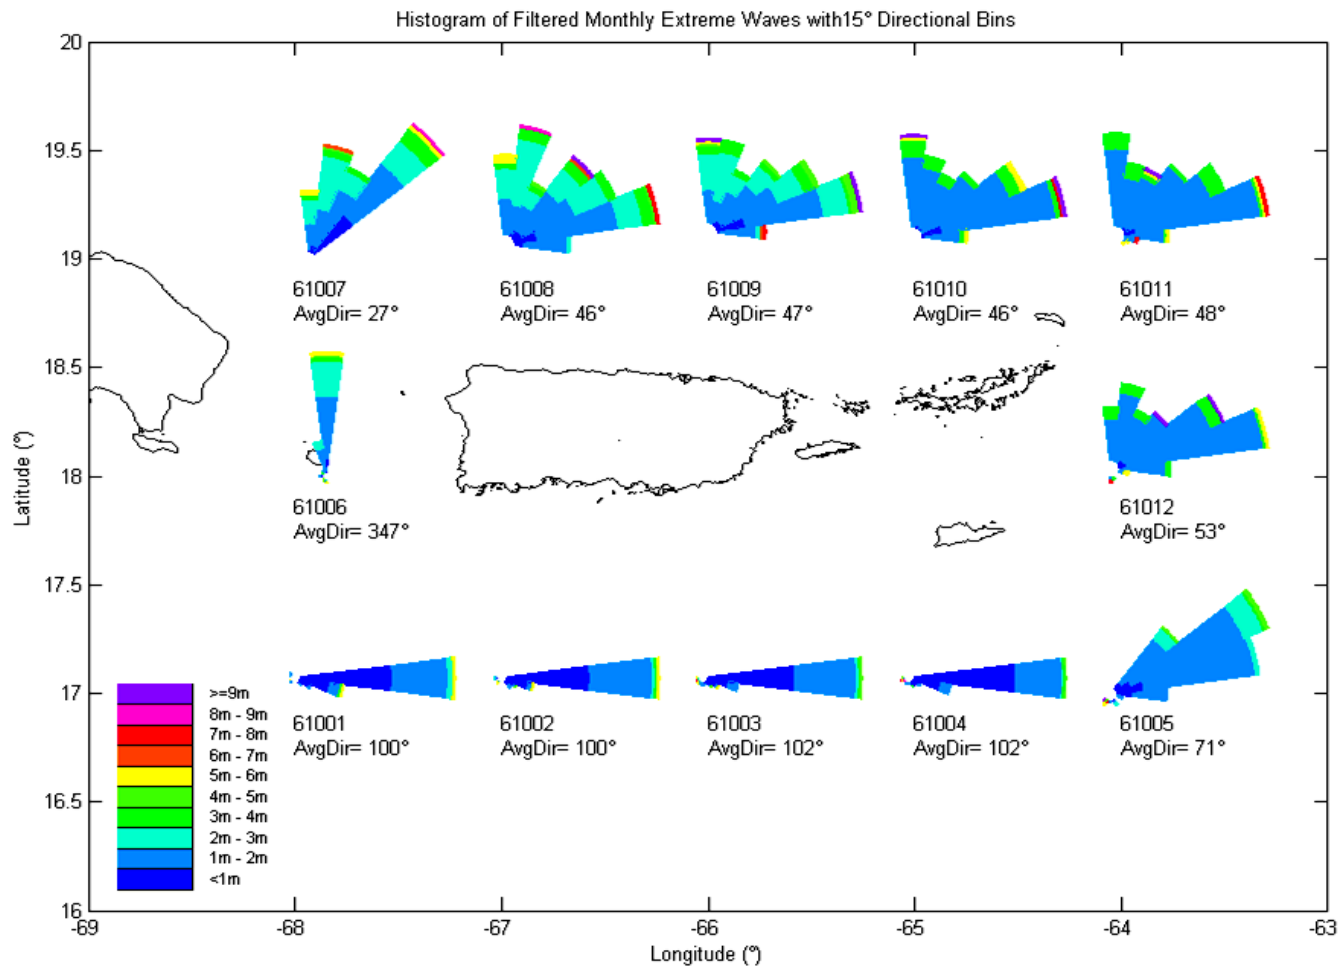 Histogram of Filtered Monthly Extreme Waves with15° Directional Bins
20
19.5
19
18.5
18
17.5
17
16.5
16
Latitude (°)
61007
AvgDir= 27°
61008
AvgDir= 46°
61009
AvgDir= 47°
61010
AvgDir= 46°
61011
AvgDir= 48°
61006
AvgDir= 347°
61012
AvgDir= 53°
61001
AvgDir= 100°
61002
AvgDir= 100°
61003
AvgDir= 102°
61004
AvgDir= 102°
61005
AvgDir= 71°
>=9m
8m - 9m
7m - 8m
6m - 7m
5m - 6m
4m - 5m
3m - 4m
2m - 3m
1m - 2m
<1m
-69 -68 -67 -66 -65 -64 -63
Longitude (°)